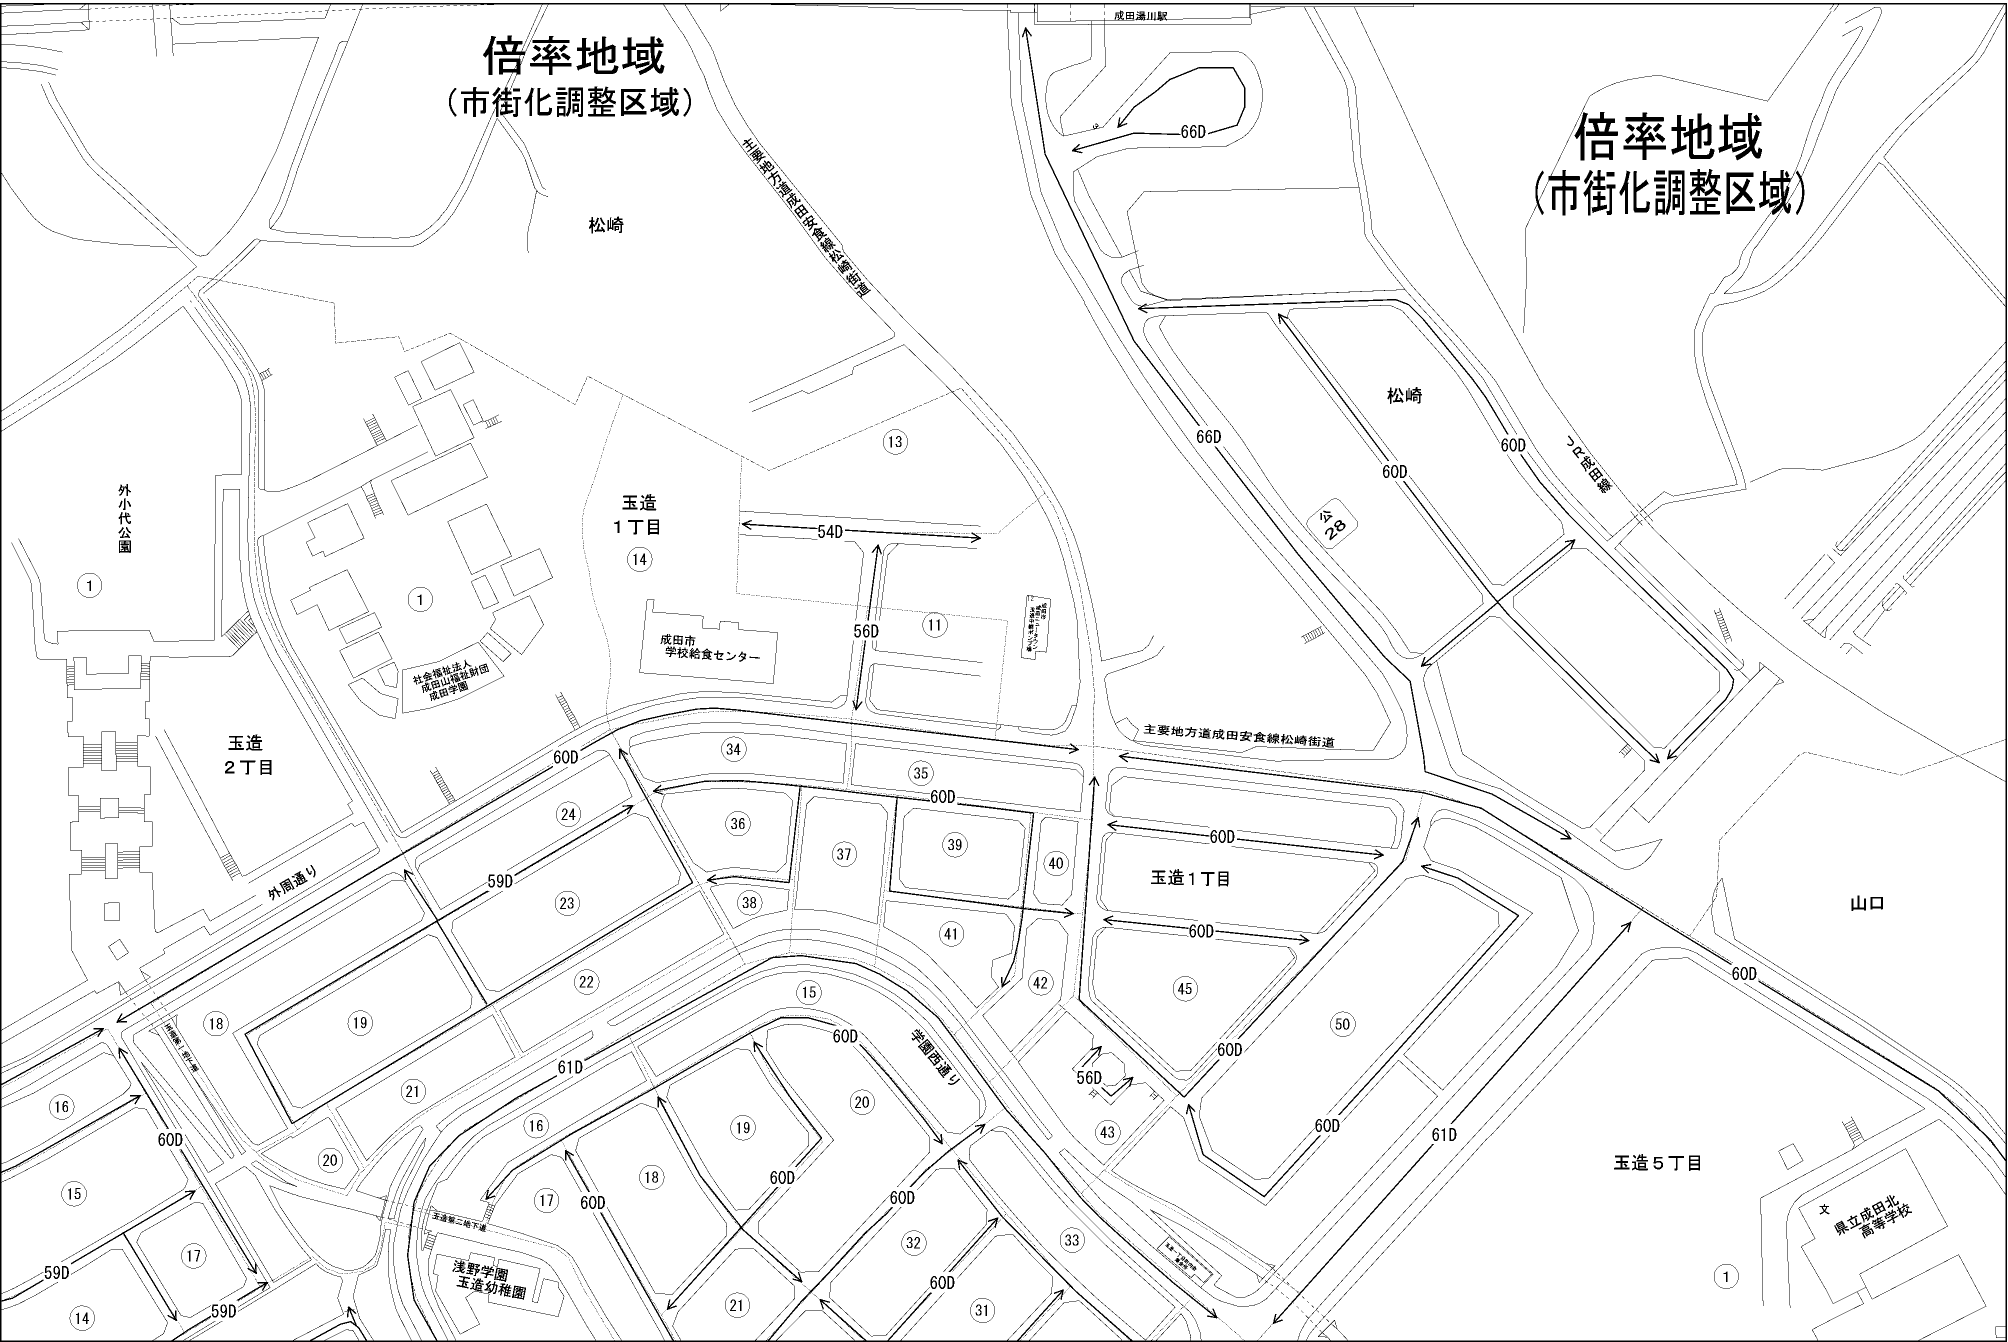 成田湯川駅
倍率地域
（市街化調整区域）
倍率地域
（市街化調整区域）
66D
主要地方道成田安食線松崎街道
松崎
松崎
66D
60D
60D
JR成田線
公
28
13
玉造
1丁目
14
54D
56D
11
外小代公園
1
1
成田市
学校給食センター
社会福祉法人
成田山福祉財団
成田学園
玉造
2丁目
60D
34
35
主要地方道成田安食線松崎街道
外周通り
24
59D
23
36
60D
37
39
40
60D
玉造1丁目
38
41
60D
山口
22
42
45
60D
18
19
15
50
60D
学園西通り
60D
61D
56D
21
16
19
20
43
60D
61D
16
60D
20
玉造5丁目
15
17
60D
18
60D
60D
玉造第二地下道
県立成田北
高等学校
文
17
32
33
59D
浅野学園
玉造幼稚園
60D
1
14
59D
21
31